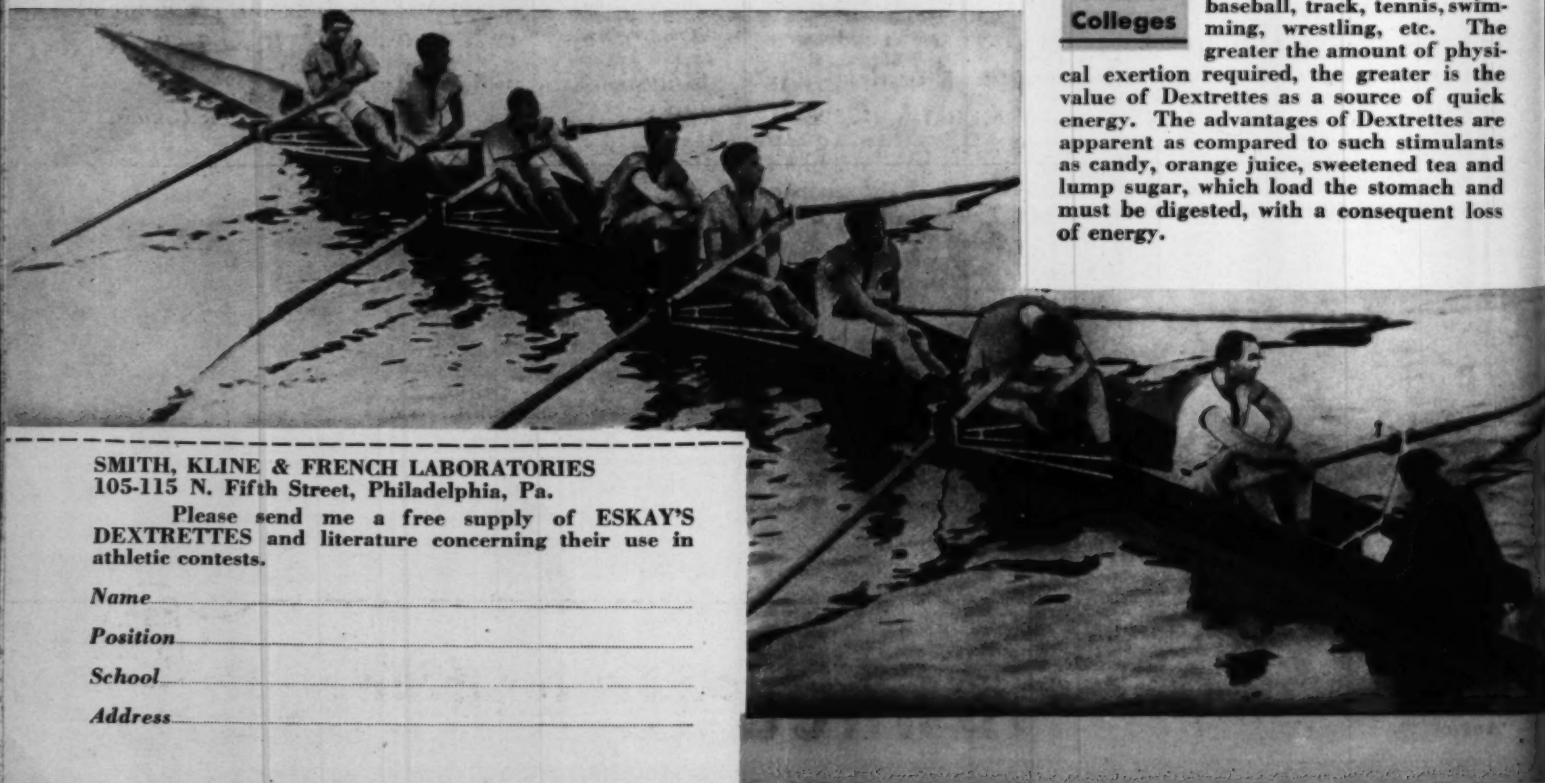 Colleges
baseball, track, tennis, swim-
ming, wrestling, etc. The
greater the amount of physi-
cal exertion required, the greater is the
value of Dextrettes as a source of quick
energy. The advantages of Dextrettes are
apparent as compared to such stimulants
as candy, orange juice, sweetened tea and
lump sugar, which load the stomach and
must be digested, with a consequent loss
of energy.
SMITH, KLINE & FRENCH LABORATORIES
105-115 N. Fifth Street, Philadelphia, Pa.
Please send me a free supply of ESKAY'S
DEXTRETTES and literature concerning their use in
athletic contests.
Name
Position
School
Address